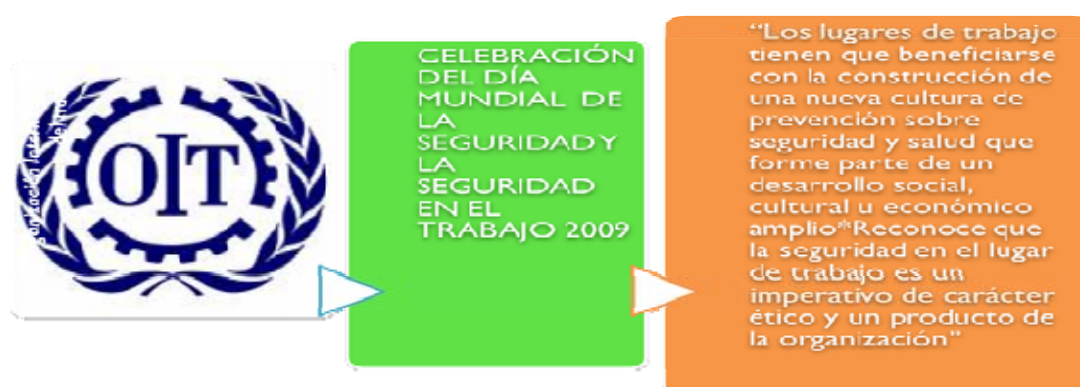 OIT
CELEBRACIÓN
DEL DÍA
MUNDIAL DE
LA
SEGURIDAD Y
LA
SEGURIDAD
EN EL
TRABAJO 2009
“Los lugares de trabajo
tienen que beneficiarse
con la construcción de
una nueva cultura de
prevención sobre
seguridad y salud que
forme parte de un
desarrollo social,
cultural u económico
amplio*Reconoce que
la seguridad en el lugar
de trabajo es un
imperativo de carácter
ético y un producto de
la organización”